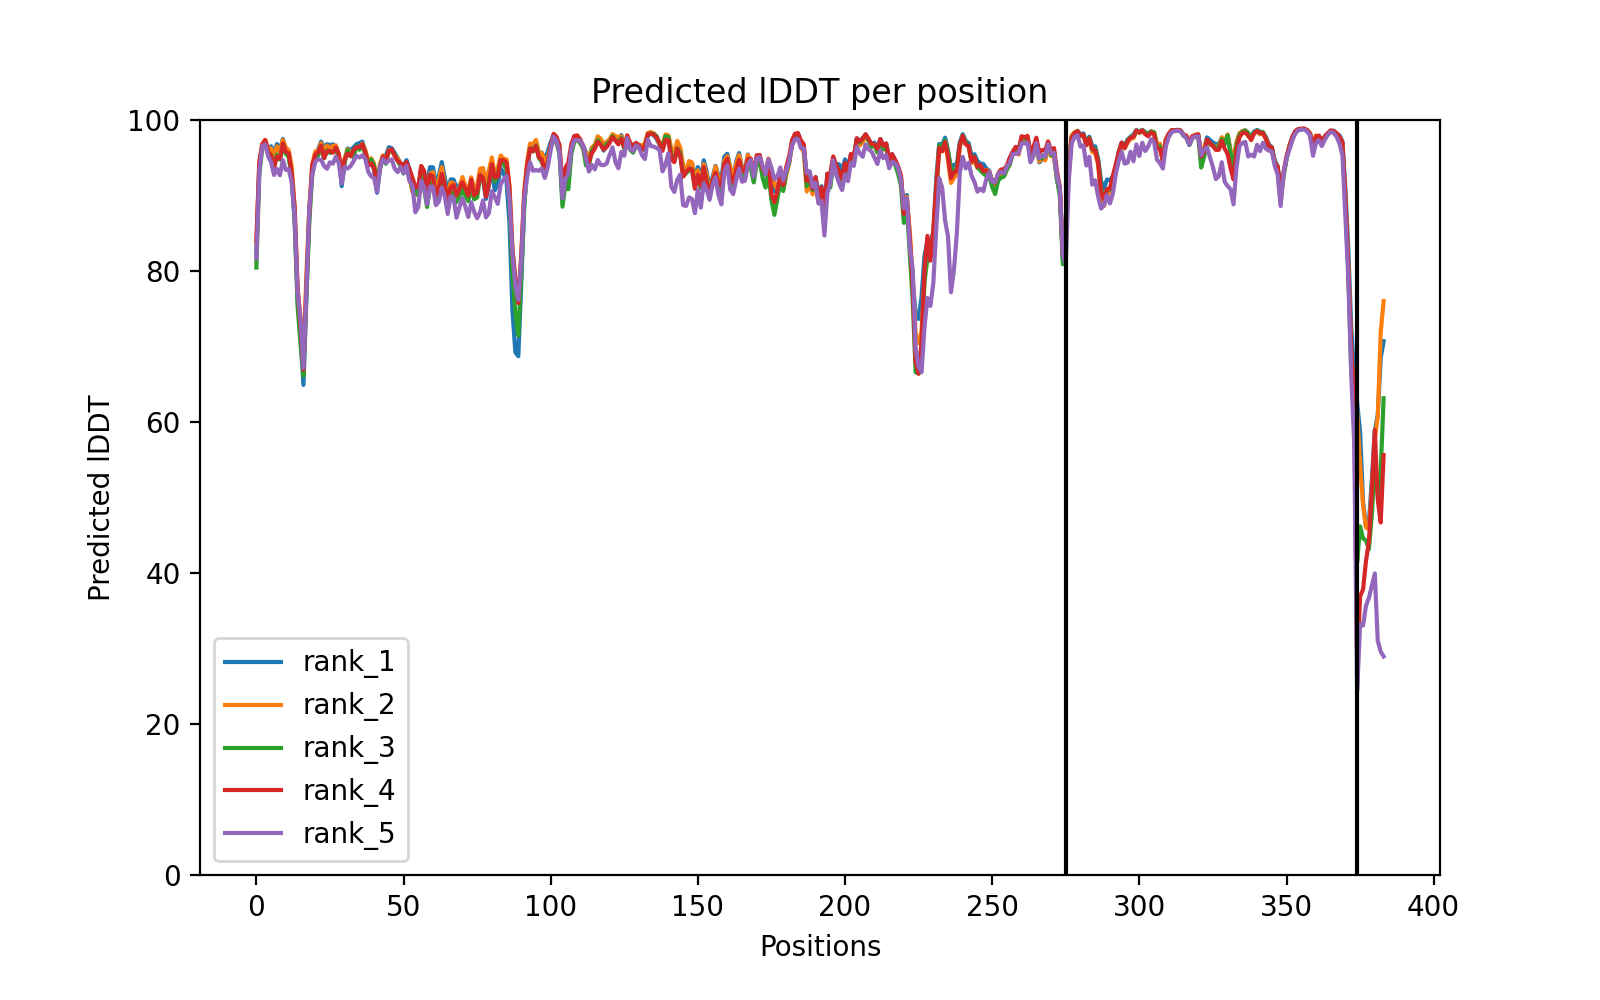 Predicted lDDT per position
100
80
60
40
20
0
Predicted lDDT
rank_1
rank_2
rank_3
rank_4
rank_5
0 50 100 150 200 250 300 350 400
Positions